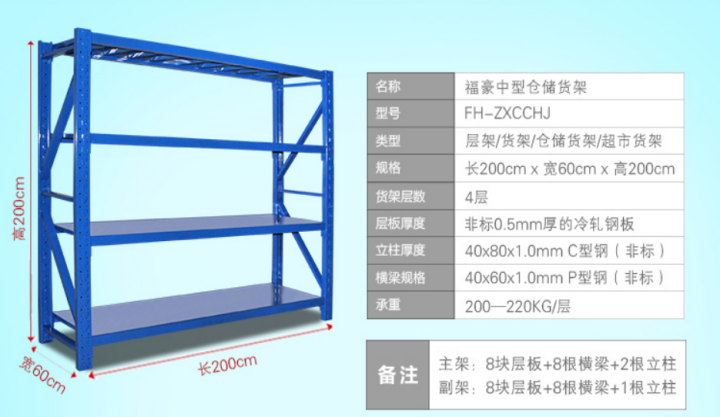 高200cm
宽60cm
长200cm
名称 福豪中型仓储货架
型号 FH-ZXCCHJ
类型 层架/货架/仓储货架/超市货架
规格 长200cm x 宽60cm x 高200cm
货架层数 4层
层板厚度 非标0.5mm厚的冷轧钢板
立柱厚度 40x80x1.0mm C型钢（非标）
横梁规格 40x60x1.0mm P型钢（非标）
承重 200—220KG/层
备注
主架：8块层板+8根横梁+2根立柱
副架：8块层板+8根横梁+1根立柱